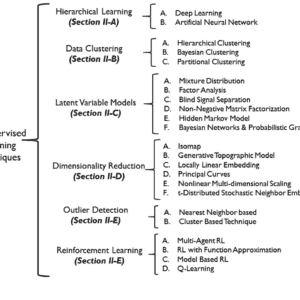 Hierarchical Learning
(Section II-A)
A. Deep Learning
B. Artificial Neural Network
Data Clustering
(Section II-B)
A. Hierarchical Clustering
B. Bayesian Clustering
C. Partitional Clustering
Latent Variable Models
(Section II-C)
A. Mixture Distribution
B. Factor Analysis
C. Blind Signal Separation
D. Non-Negative Matrix Factorization
E. Hidden Markov Model
F. Bayesian Networks & Probabilistic Gra
ervised
ning
iques
Dimensionality Reduction
(Section II-D)
A. Isomap
B. Generative Topographic Model
C. Locally Linear Embedding
D. Principal Curves
E. Nonlinear Multi-dimensional Scaling
F. t-Distributed Stochastic Neighbor Emb
Outlier Detection
(Section II-E)
A. Nearest Neighbor based
B. Cluster Based Technique
Reinforcement Learning
(Section II-E)
A. Multi-Agent RL
B. RL with Function Approximation
C. Model Based RL
D. Q-Learning